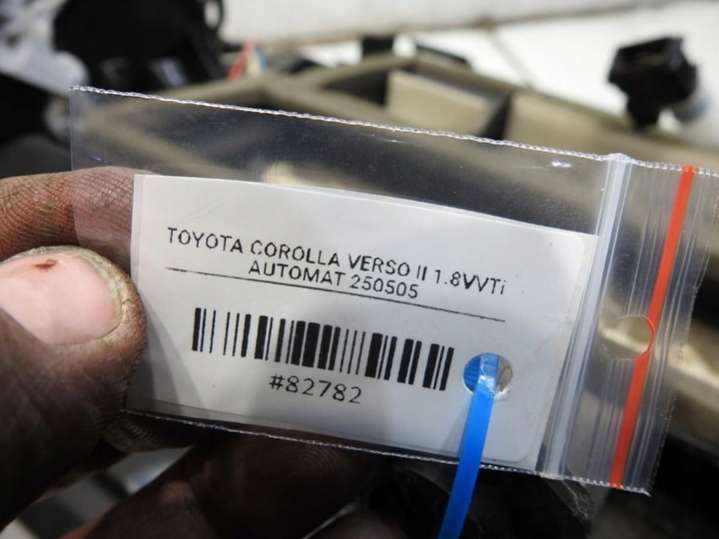 TOYOTA COROLLA VERSO II 1.8VVTi
AUTOMAT 250505
#82782